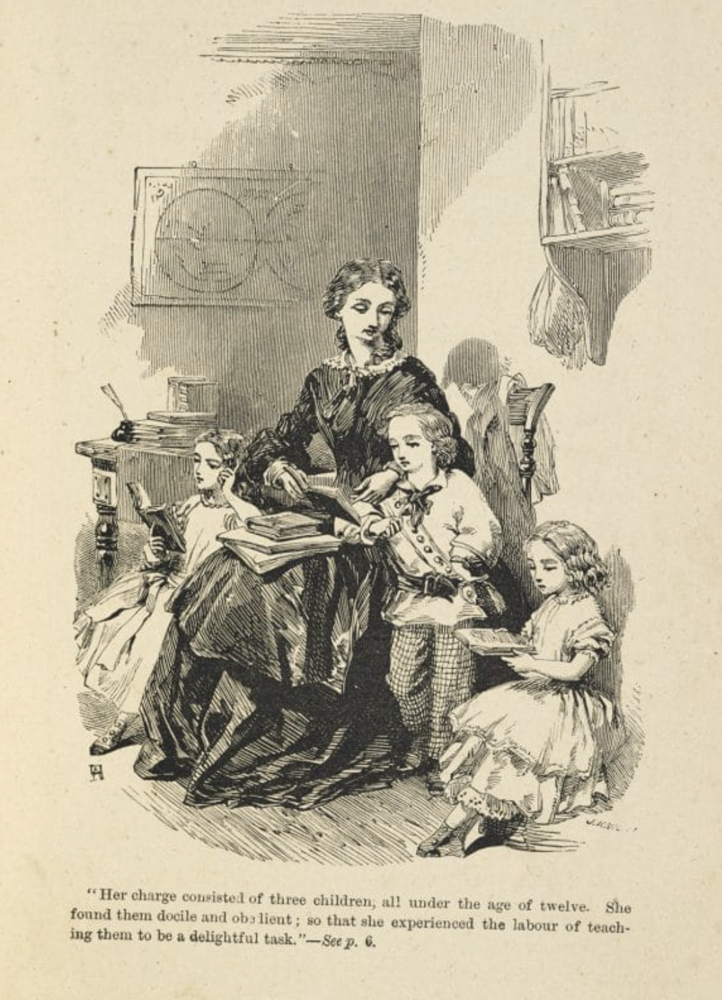 "Her charge consisted of three children, all under the age of twelve. She
found them docile and obedient; so that she experienced the labour of teach-
ing them to be a delightful task."—See p. 6.